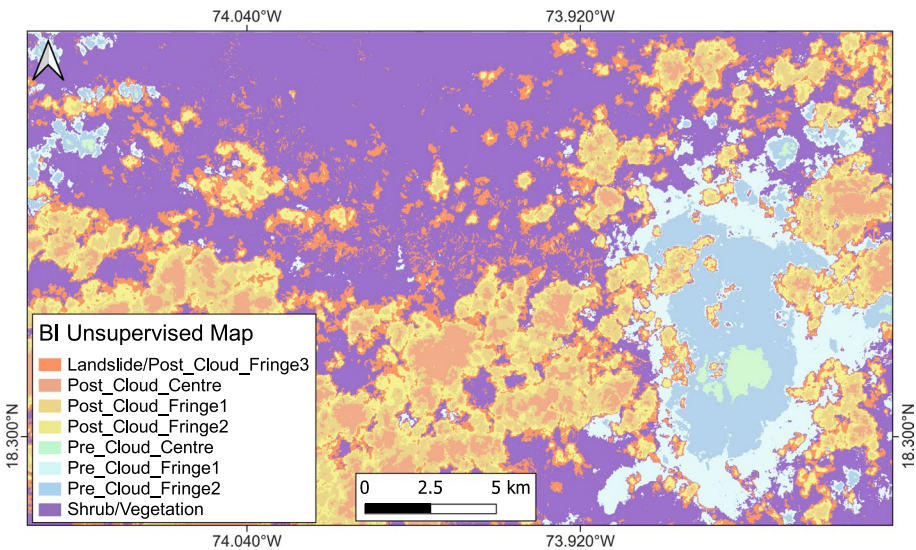 74.040°W 73.920°W
BI Unsupervised Map
Landslide/Post_Cloud_Fringe3
Post_Cloud_Centre
Post_Cloud_Fringe1
Post_Cloud_Fringe2
Pre_Cloud_Centre
Pre_Cloud_Fringe1
Pre_Cloud_Fringe2
Shrub/Vegetation
0 2.5 5 km
18.300°N
18.300°N
74.040°W 73.920°W